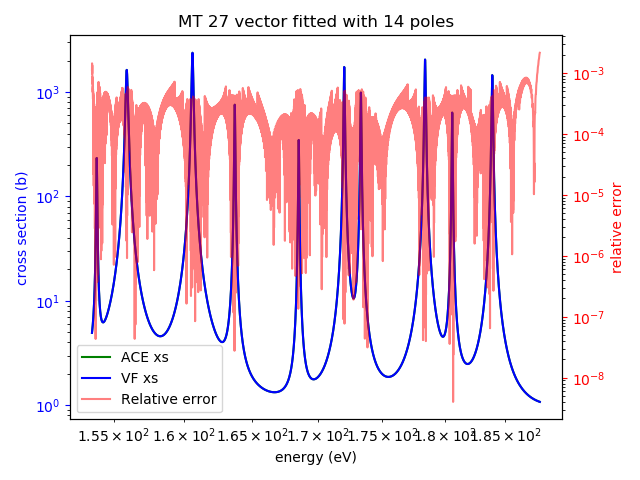 MT 27 vector fitted with 14 poles
cross section (b)
10³
10²
10¹
10⁰
10⁻³
10⁻⁴
10⁻⁵
10⁻⁶
10⁻⁷
10⁻⁸
relative error
ACE xs
VF xs
Relative error
1.55 × 10² 1.6 × 10² 1.65 × 10² 1.7 × 10² 1.75 × 10² 1.8 × 10² 1.85 × 10²
energy (eV)